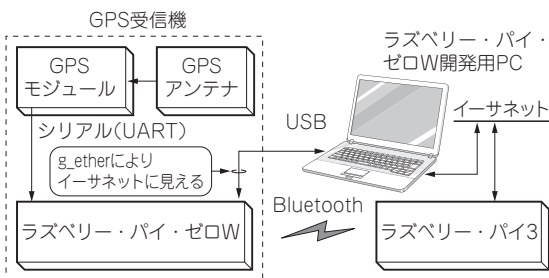 GPS受信機
GPS
モジュール
GPS
アンテナ
シリアル(UART)
g_etherにより
イーサネットに見える
ラズベリー・パイ・ゼロW
USB
Bluetooth
ラズベリー・パイ・
ゼロW開発用PC
イーサネット
ラズベリー・パイ3